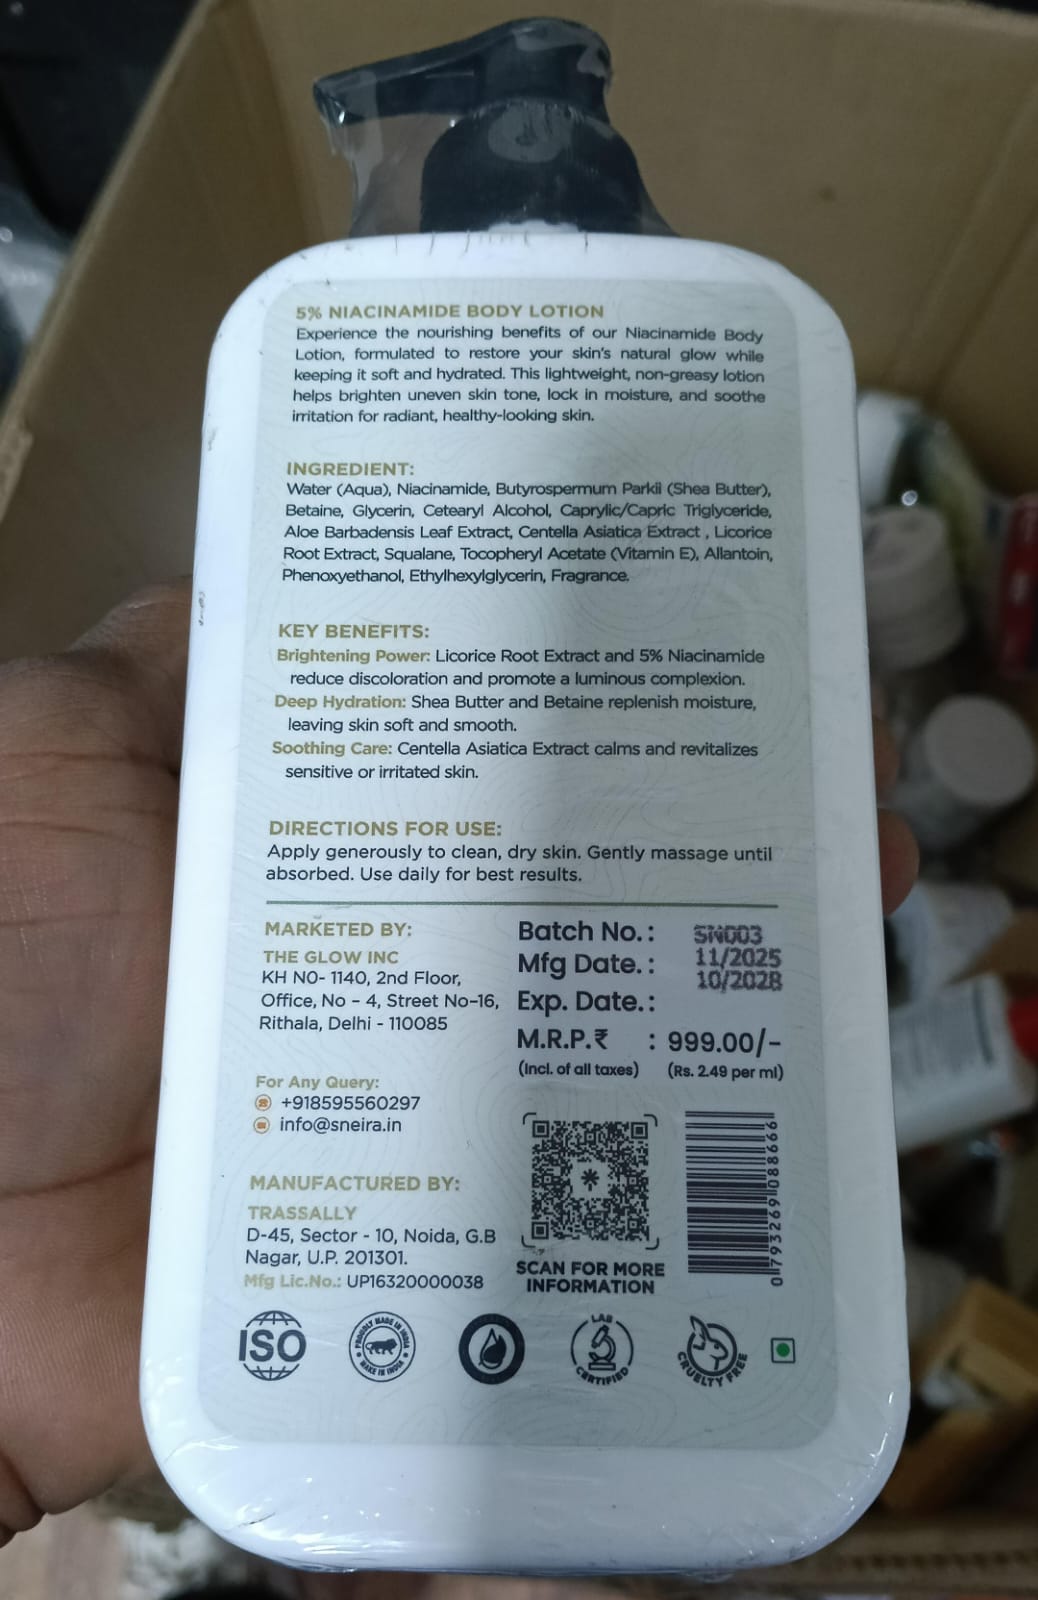 5% NIACINAMIDE BODY LOTION
Experience the nourishing benefits of our Niacinamide Body
Lotion, formulated to restore your skin's natural glow while
keeping it soft and hydrated. This lightweight, non-greasy lotion
helps brighten uneven skin tone, lock in moisture, and soothe
irritation for radiant, healthy-looking skin.
INGREDIENT:
Water (Aqua), Niacinamide, Butyrospermum Parkii (Shea Butter),
Betaine, Glycerin, Cetearyl Alcohol, Caprylic/Capric Triglyceride,
Aloe Barbadensis Leaf Extract, Centella Asiatica Extract , Licorice
Root Extract, Squalane, Tocopheryl Acetate (Vitamin E), Allantoin,
Phenoxyethanol, Ethylhexylglycerin, Fragrance.
KEY BENEFITS:
Brightening Power: Licorice Root Extract and 5% Niacinamide
reduce discoloration and promote a luminous complexion.
Deep Hydration: Shea Butter and Betaine replenish moisture,
leaving skin soft and smooth.
Soothing Care: Centella Asiatica Extract calms and revitalizes
sensitive or irritated skin.
DIRECTIONS FOR USE:
Apply generously to clean, dry skin. Gently massage until
absorbed. Use daily for best results.
MARKETED BY:
THE GLOW INC
KH NO- 1140, 2nd Floor,
Office, No - 4, Street No-16,
Rithala, Delhi - 110085
For Any Query:
+918595560297
info@sneira.in
MANUFACTURED BY:
TRASSALLY
D-45, Sector - 10, Noida, G.B
Nagar, U.P. 201301.
Mfg Lic.No.: UP16320000038
Batch No.: SN003
Mfg Date.: 11/2025
Exp. Date.: 10/2028
M.R.P.₹ : 999.00/-
(Incl. of all taxes) (Rs. 2.49 per ml)
SCAN FOR MORE
INFORMATION
0793269088666
ISO
PROUDLY MADE IN INDIA
MAKE IN INDIA
LAB
CERTIFIED
CRUELTY FREE